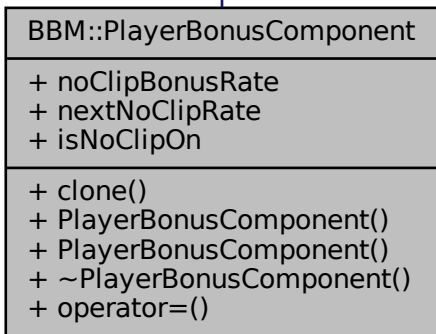 BBM::PlayerBonusComponent
+ noClipBonusRate
+ nextNoClipRate
+ isNoClipOn
+ clone()
+ PlayerBonusComponent()
+ PlayerBonusComponent()
+ ~PlayerBonusComponent()
+ operator=()